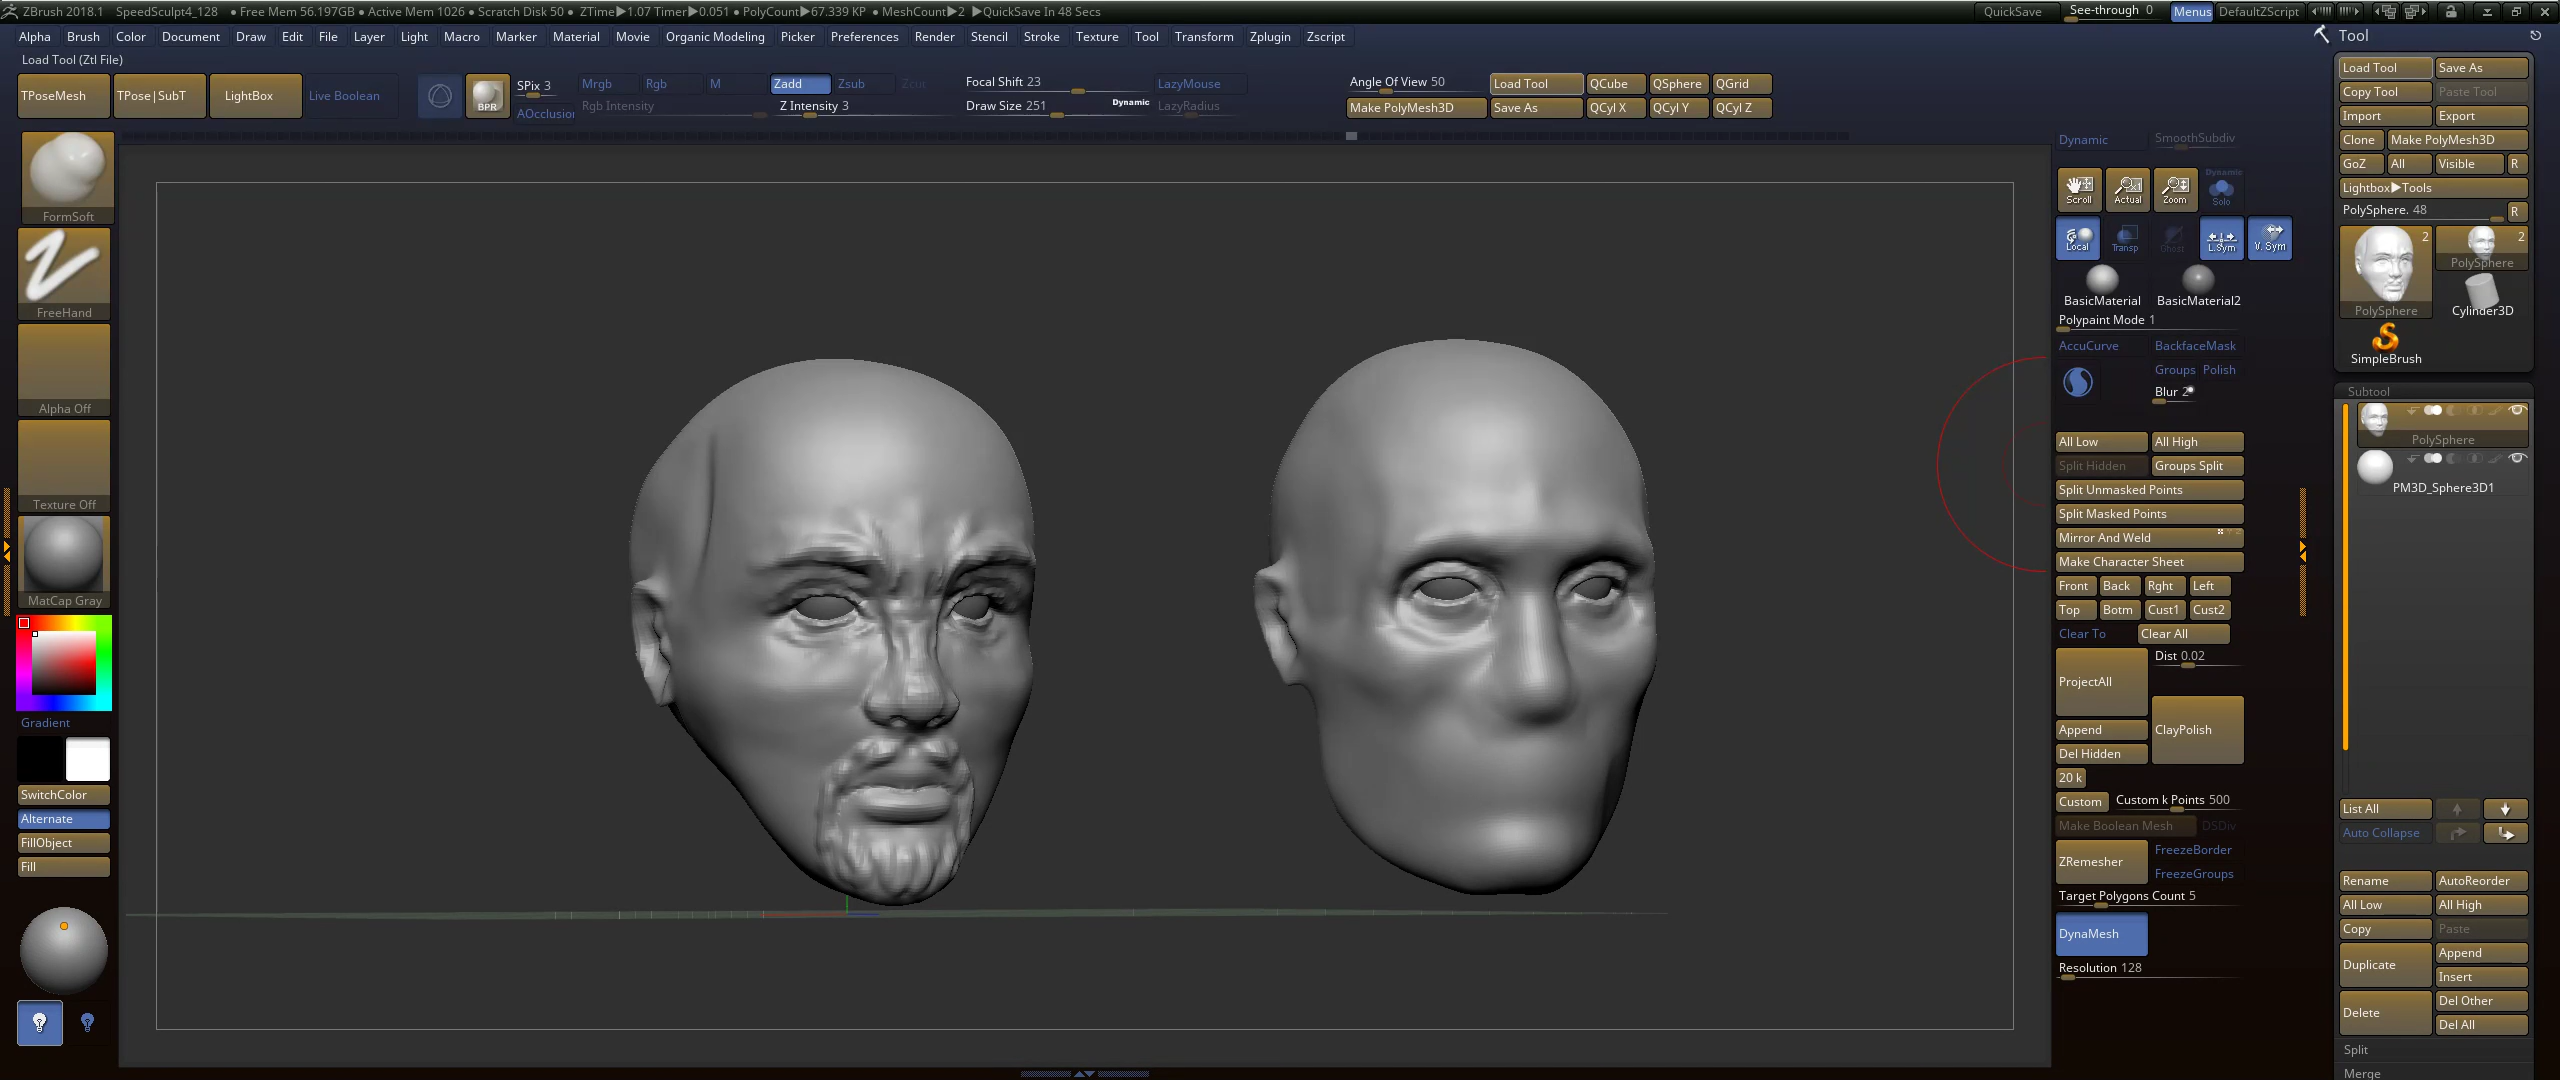 ZBrush 2018.1 SpeedSculpt4_128 ● Free Mem 56.197GB ● Active Mem 1026 ● Scratch Disk 50 ● ZTime▶1.07 Timer▶0.051 ● PolyCount▶67.339 KP ● MeshCount▶2 ▶QuickSave In 48 Secs QuickSave See-through 0 Menus DefaultZScript
Alpha Brush Color Document Draw Edit File Layer Light Macro Marker Material Movie Organic Modeling Picker Preferences Render Stencil Stroke Texture Tool Transform Zplugin Zscript Tool
Load Tool (Ztl File)
TPoseMesh TPose|SubT LightBox Live Boolean
BPR
SPix 3
AOcclusion
Mrgb Rgb M Zadd Zsub Zcut
Rgb Intensity Z Intensity 3
Focal Shift 23
Draw Size 251 Dynamic
LazyMouse
LazyRadius
Angle Of View 50 Load Tool QCube QSphere QGrid
Make PolyMesh3D Save As QCyl X QCyl Y QCyl Z
FormSoft
FreeHand
Alpha Off
Texture Off
MatCap Gray
Gradient
SwitchColor
Alternate
FillObject
Fill
Dynamic SmoothSubdiv
Scroll Actual Zoom Dynamic Solo
Local Transp Ghost L.Sym V. Sym
BasicMaterial BasicMaterial2
Polypaint Mode 1
AccuCurve BackfaceMask
Groups Polish
Blur 2
All Low All High
Split Hidden Groups Split
Split Unmasked Points
Split Masked Points
Mirror And Weld
Make Character Sheet
Front Back Rght Left
Top Botm Cust1 Cust2
Clear To Clear All
ProjectAll Dist 0.02
Append ClayPolish
Del Hidden
20 k
Custom Custom k Points 500
Make Boolean Mesh DSDiv
ZRemesher FreezeBorder
FreezeGroups
Target Polygons Count 5
DynaMesh
Resolution 128
Load Tool Save As
Copy Tool Paste Tool
Import Export
Clone Make PolyMesh3D
GoZ All Visible R
Lightbox▶Tools
PolySphere. 48 R
2 2
PolySphere
PolySphere Cylinder3D
SimpleBrush
Subtool
PolySphere
PM3D_Sphere3D1
List All
Auto Collapse
Rename AutoReorder
All Low All High
Copy Paste
Duplicate Append
Insert
Delete Del Other
Del All
Split
Merge